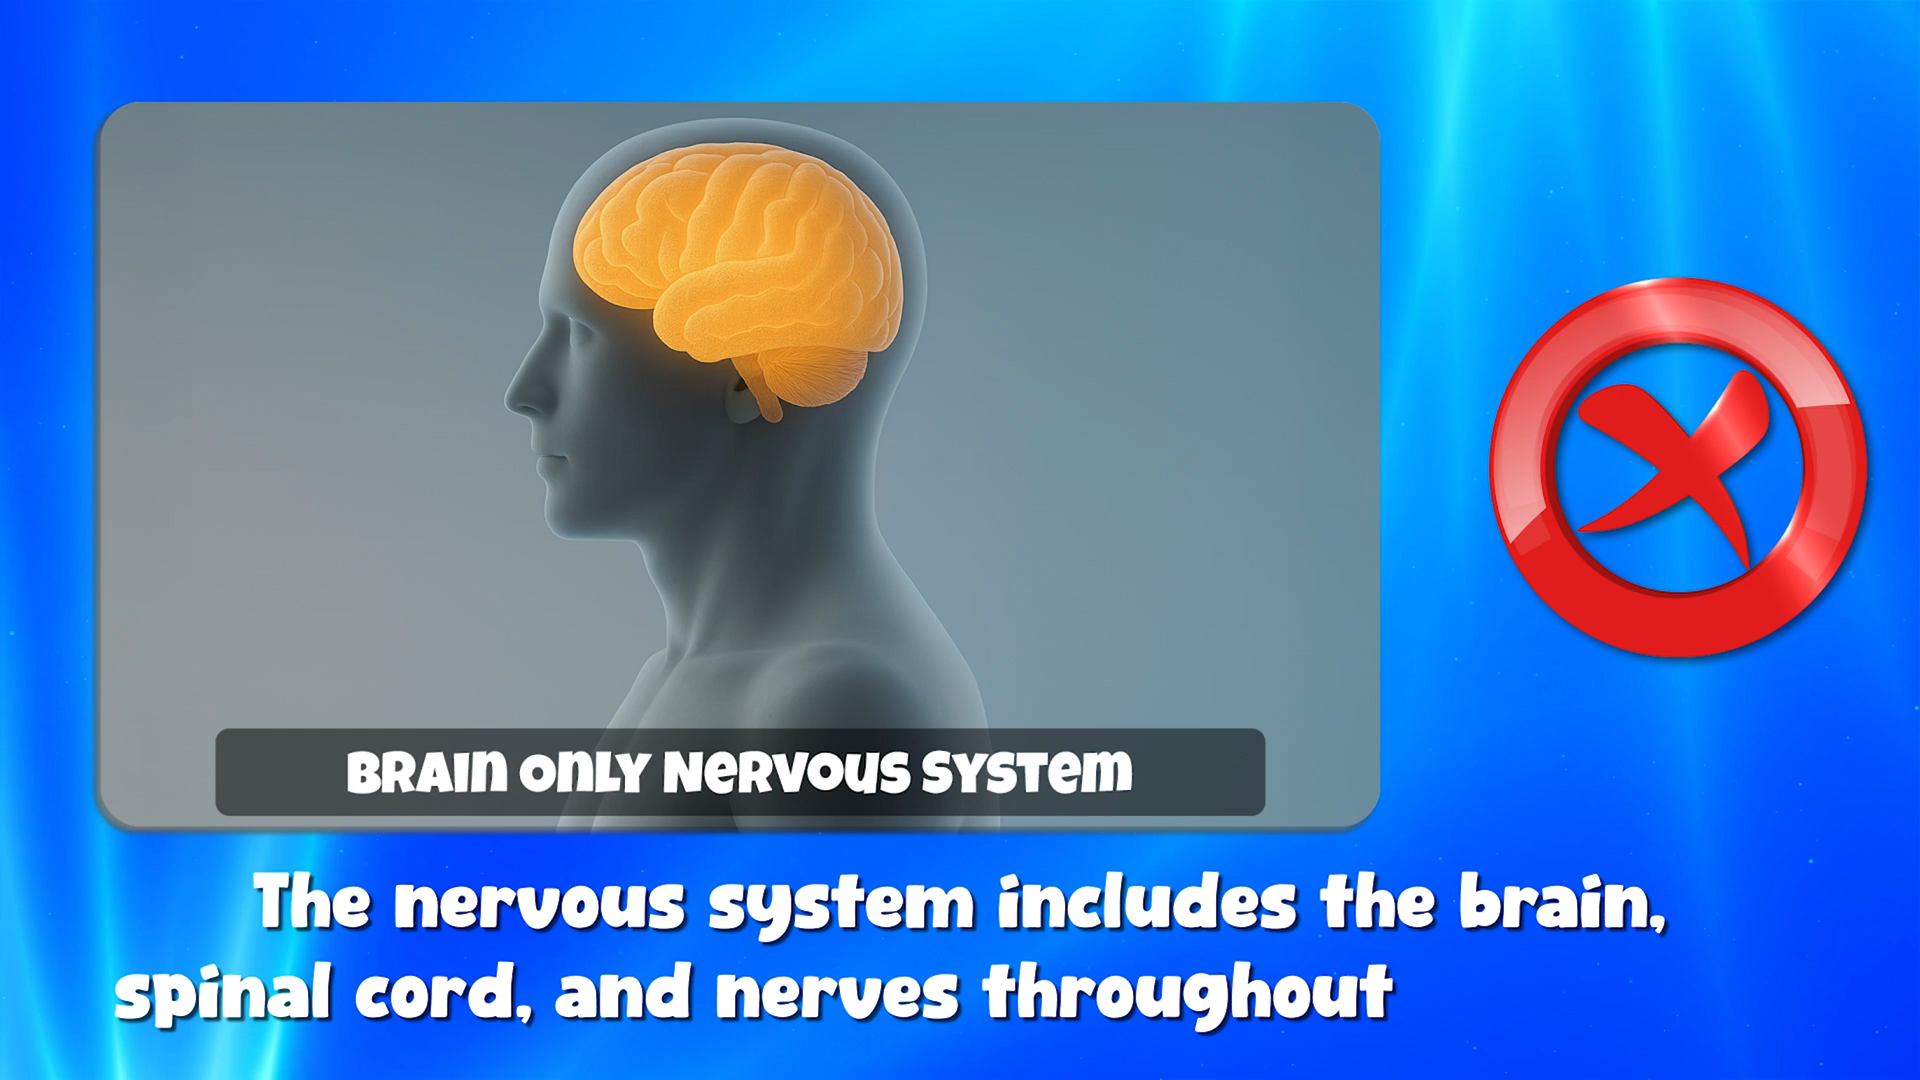 BRAIN ONLY NERVOUS SYSTEM
The nervous system includes the brain,
spinal cord, and nerves throughout